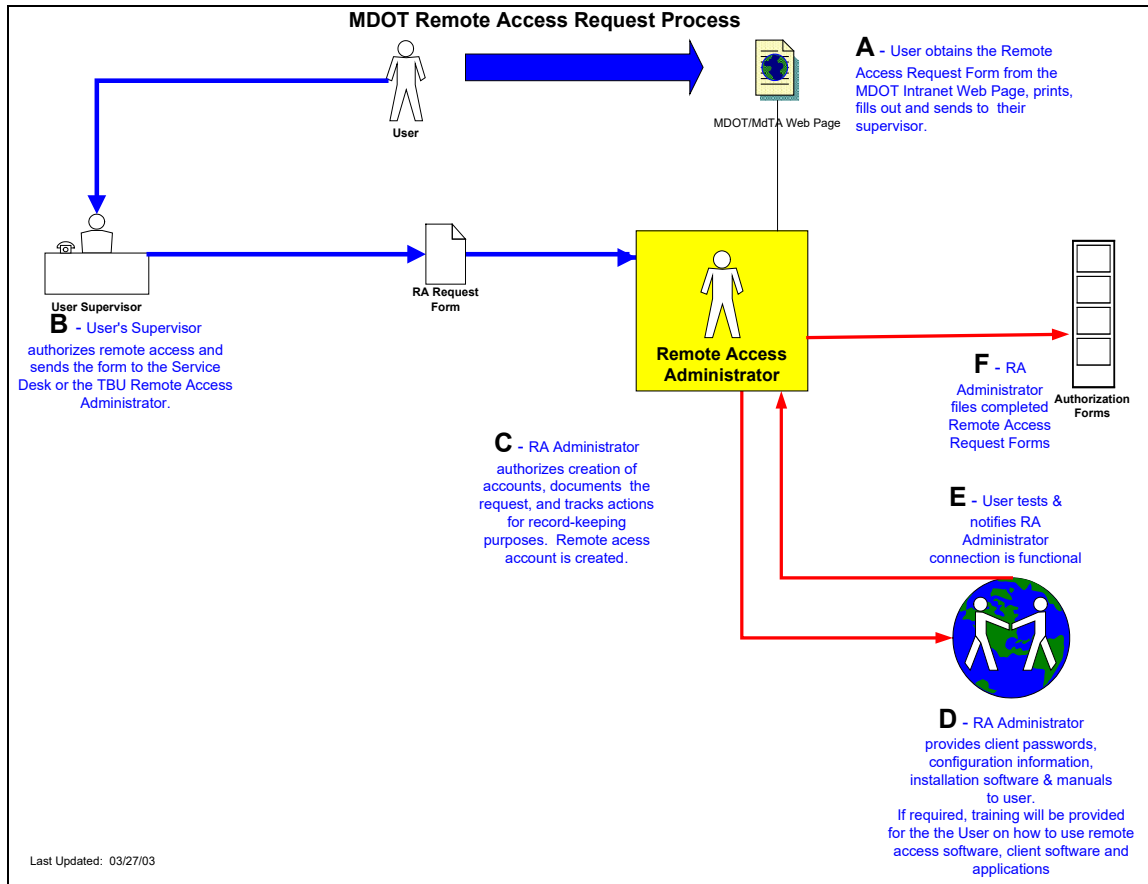 MDOT Remote Access Request Process
User
MDOT/MdTA Web Page
A - User obtains the Remote
Access Request Form from the
MDOT Intranet Web Page, prints,
fills out and sends to their
supervisor.
User Supervisor
B - User's Supervisor
authorizes remote access and
sends the form to the Service
Desk or the TBU Remote Access
Administrator.
RA Request
Form
Remote Access
Administrator
Authorization
Forms
F - RA
Administrator
files completed
Remote Access
Request Forms
C - RA Administrator
authorizes creation of
accounts, documents the
request, and tracks actions
for record-keeping
purposes. Remote acess
account is created.
E - User tests &
notifies RA
Administrator
connection is functional
D - RA Administrator
provides client passwords,
configuration information,
installation software & manuals
to user.
If required, training will be provided
for the the User on how to use remote
access software, client software and
applications
Last Updated: 03/27/03